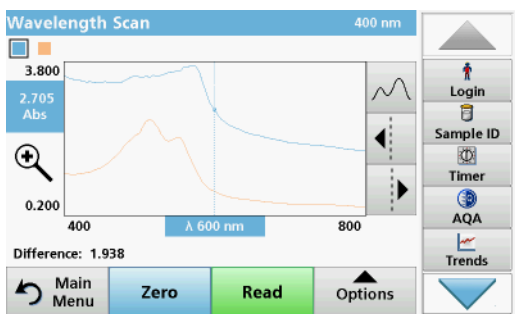 Wavelength Scan 400 nm
3.800
2.705
Abs
0.200
400 λ 600 nm 800
Difference: 1.938
Main
Menu
Zero
Read
Options
Login
Sample ID
Timer
AQA
Trends